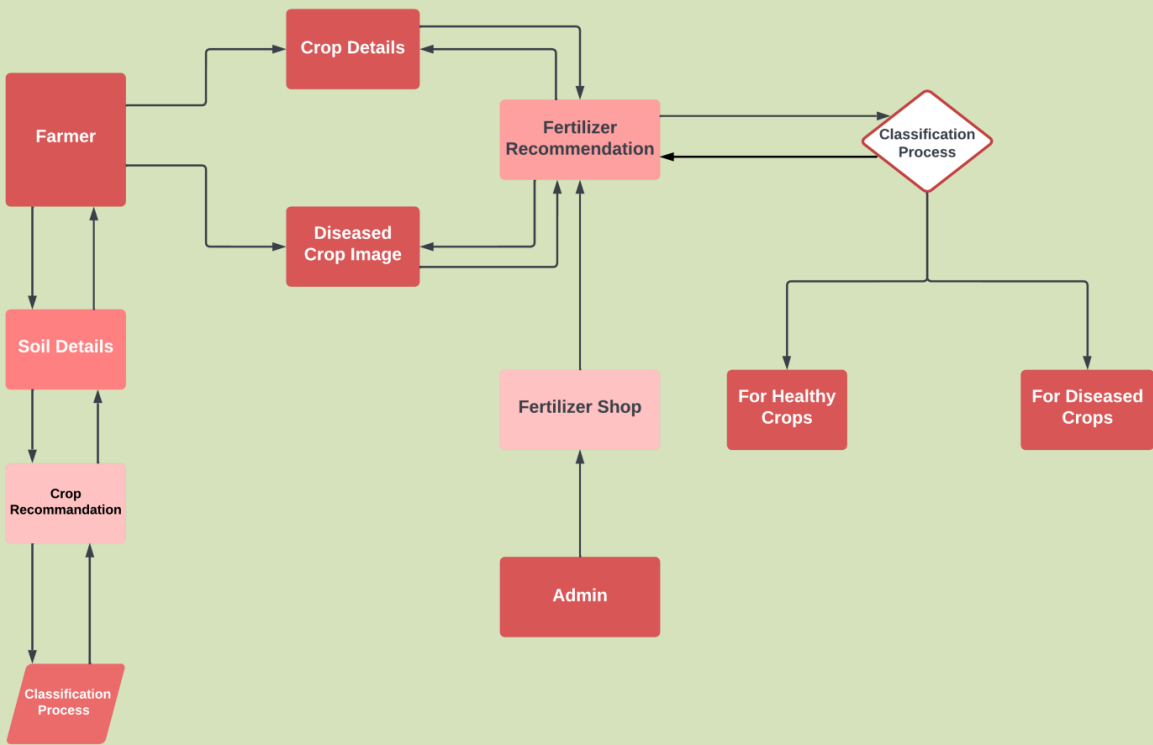 Crop Details
Farmer
Fertilizer
Recommendation
Classification
Process
Diseased
Crop Image
Soil Details
Fertilizer Shop
For Healthy
Crops
For Diseased
Crops
Crop
Recommandation
Admin
Classification
Process